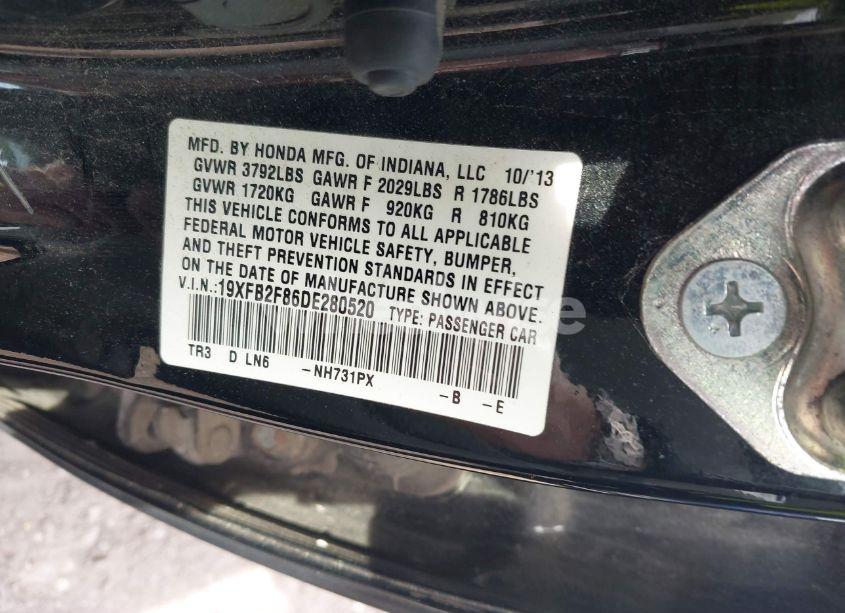 MFD. BY HONDA MFG. OF INDIANA, LLC 10/'13
GVWR 3792LBS GAWR F 2029LBS R 1786LBS
GVWR 1720KG GAWR F 920KG R 810KG
THIS VEHICLE CONFORMS TO ALL APPLICABLE
FEDERAL MOTOR VEHICLE SAFETY, BUMPER,
AND THEFT PREVENTION STANDARDS IN EFFECT
ON THE DATE OF MANUFACTURE SHOWN ABOVE.
V.I.N.: 19XFB2F86DE280520 TYPE: PASSENGER CAR
TR3 D LN6 -NH731PX -B -E